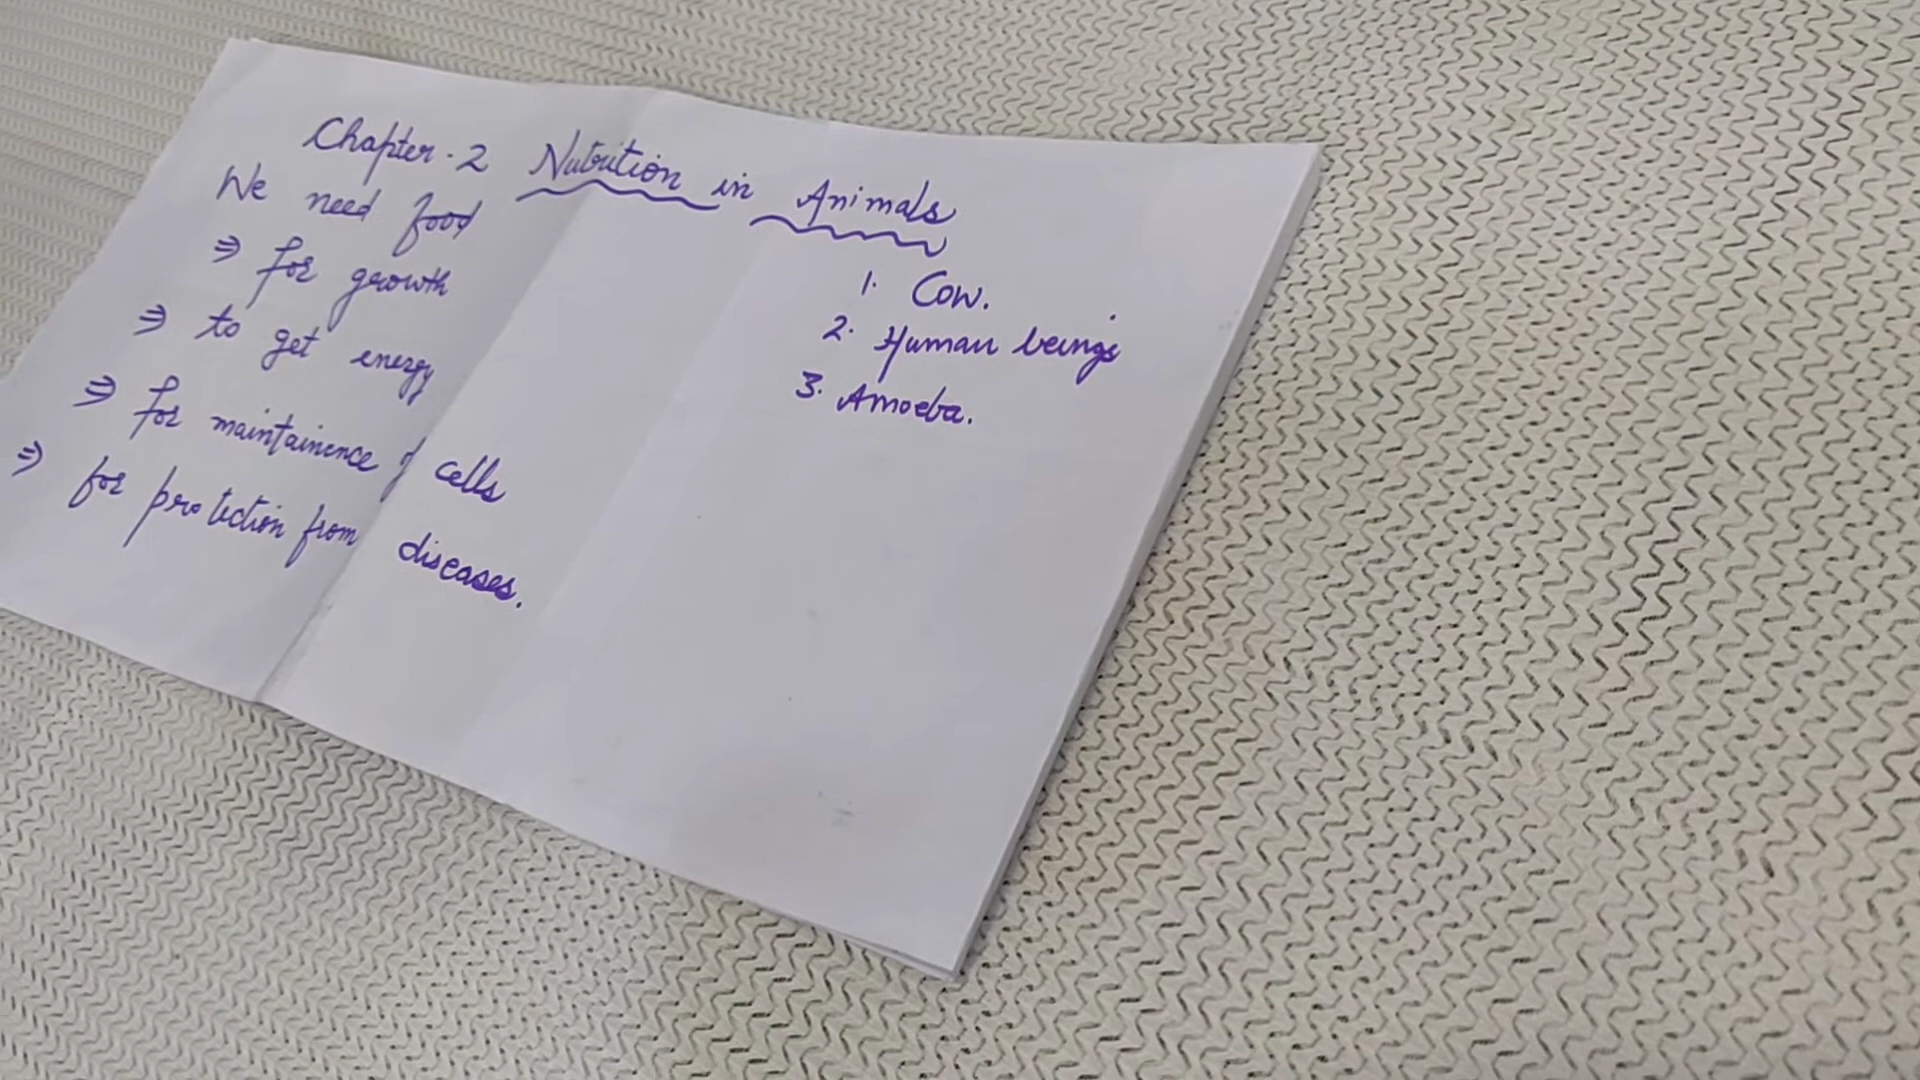 Chapter-2 Nutrition in Animals
We need food
⇒ for growth
⇒ to get energy
⇒ for maintainence of cells
⇒ for protection from diseases.
1. Cow.
2. Human beings
3. Amoeba.